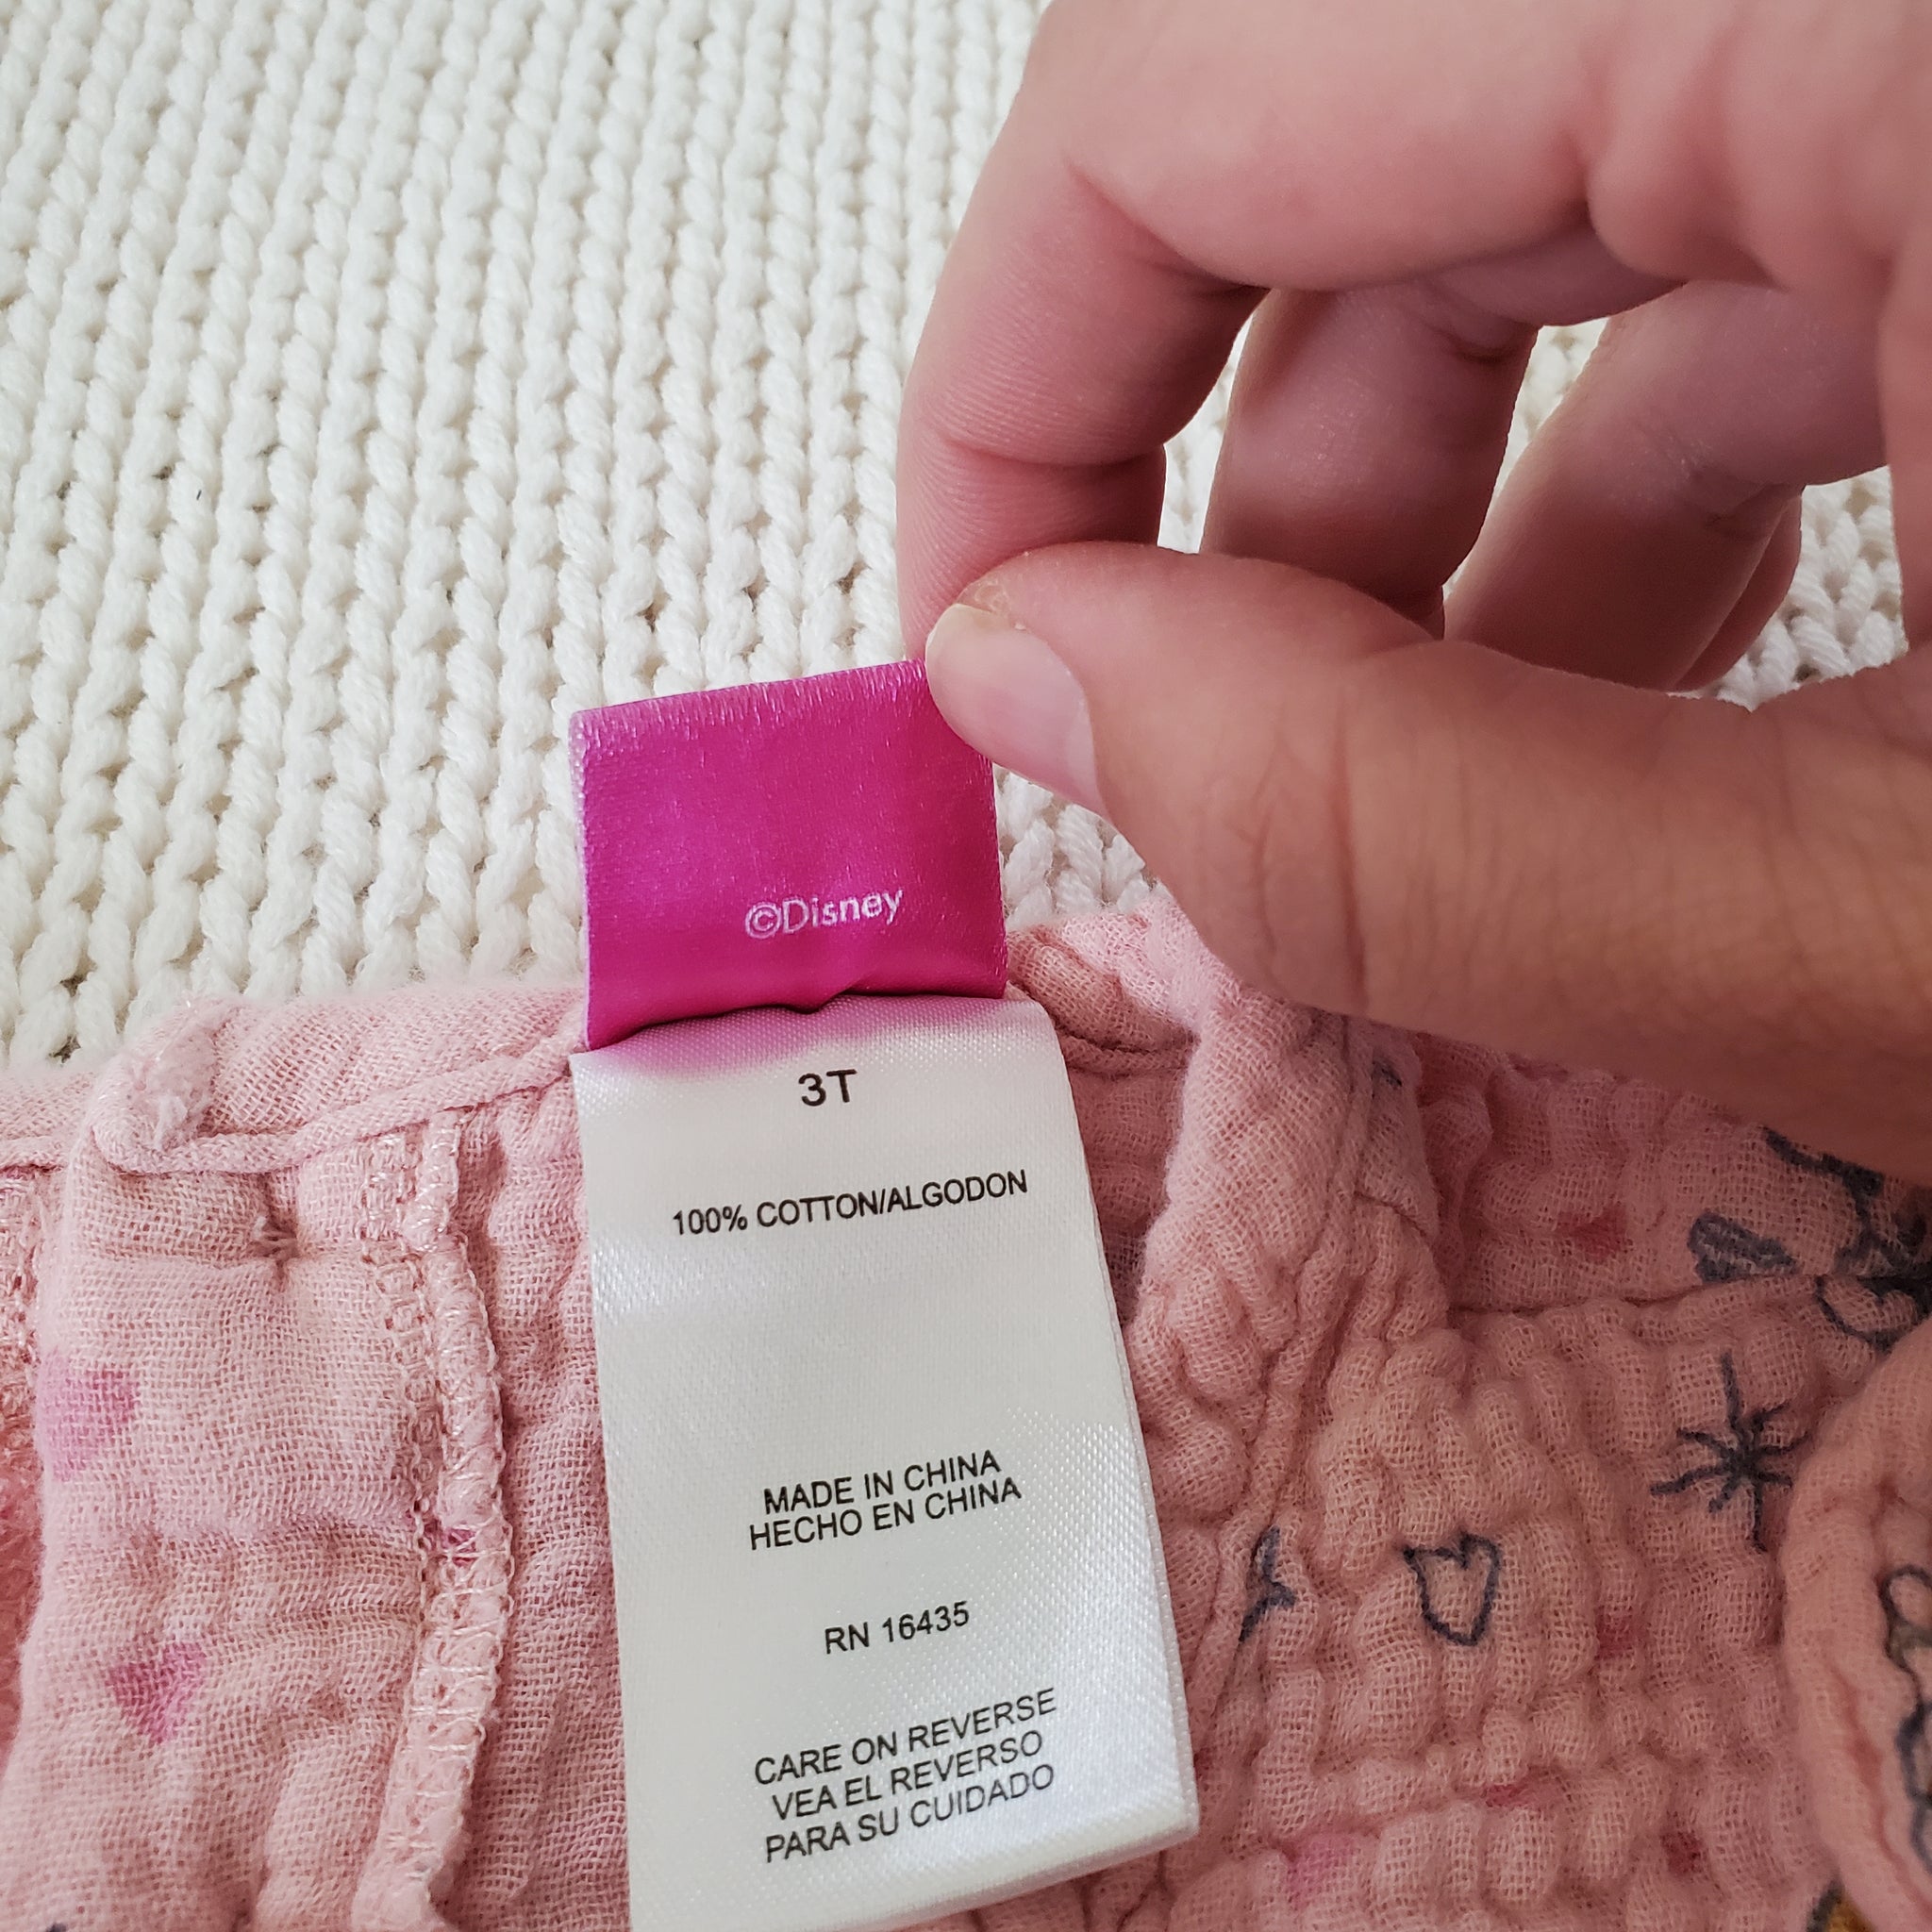 ©Disney
3T
100% COTTON/ALGODON
MADE IN CHINA
HECHO EN CHINA
RN 16435
CARE ON REVERSE
VEA EL REVERSO
PARA SU CUIDADO